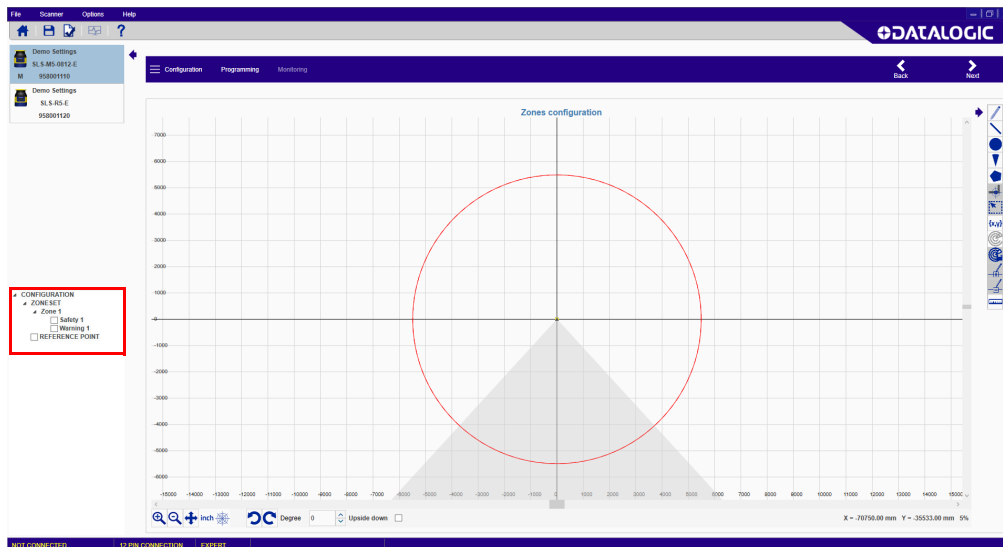 File Scanner Options Help
?
DATALOGIC
Demo Settings
SLS-M5-0812-E
M 958001110
Demo Settings
SLS-R5-E
958001120
Configuration Programming Monitoring
Back Next
Zones configuration
7000
6000
5000
4000
3000
2000
1000
0
-1000
-2000
-3000
-4000
-5000
-6000
-15000 -14000 -13000 -12000 -11000 -10000 -9000 -8000 -7000 -6000 -5000 -4000 -3000 -2000 -1000 0 1000 2000 3000 4000 5000 6000 7000 8000 9000 10000 11000 12000 13000 14000 15000
CONFIGURATION
ZONESET
Zone 1
Safety 1
Warning 1
REFERENCE POINT
{x,y}
inch Degree 0 Upside down
X = -70750.00 mm Y = -35533.00 mm 5%
NOT CONNECTED 12 PIN CONNECTION EXPERT